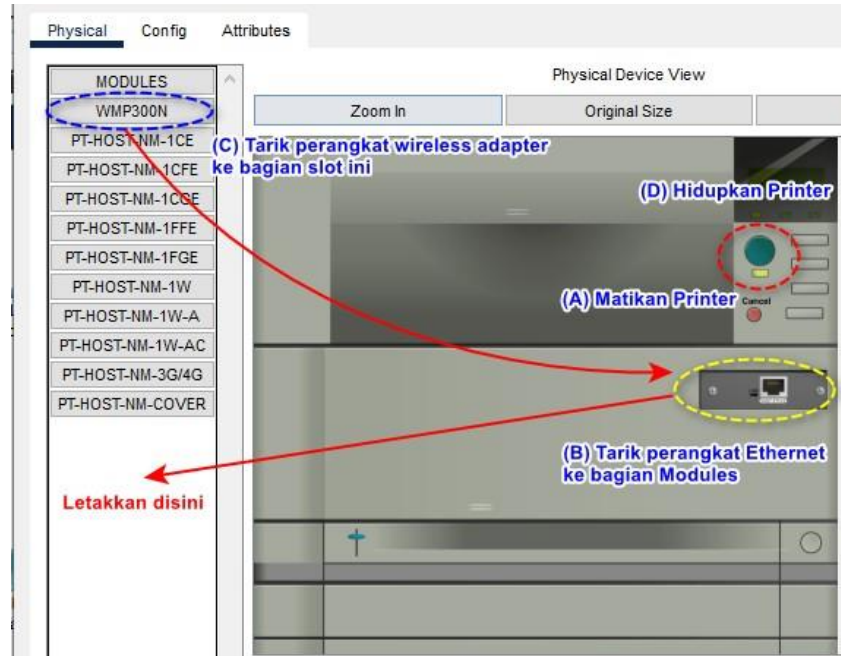 Physical Config Attributes
MODULES
WMP300N
PT-HOST-NM-1CE
PT-HOST-NM-1CFE
PT-HOST-NM-1CGE
PT-HOST-NM-1FFE
PT-HOST-NM-1FGE
PT-HOST-NM-1W
PT-HOST-NM-1W-A
PT-HOST-NM-1W-AC
PT-HOST-NM-3G/4G
PT-HOST-NM-COVER
Letakkan disini
Physical Device View
Zoom In Original Size
(C) Tarik perangkat wireless adapter
ke bagian slot ini
(D) Hidupkan Printer
(A) Matikan Printer
Cancel
(B) Tarik perangkat Ethernet
ke bagian Modules